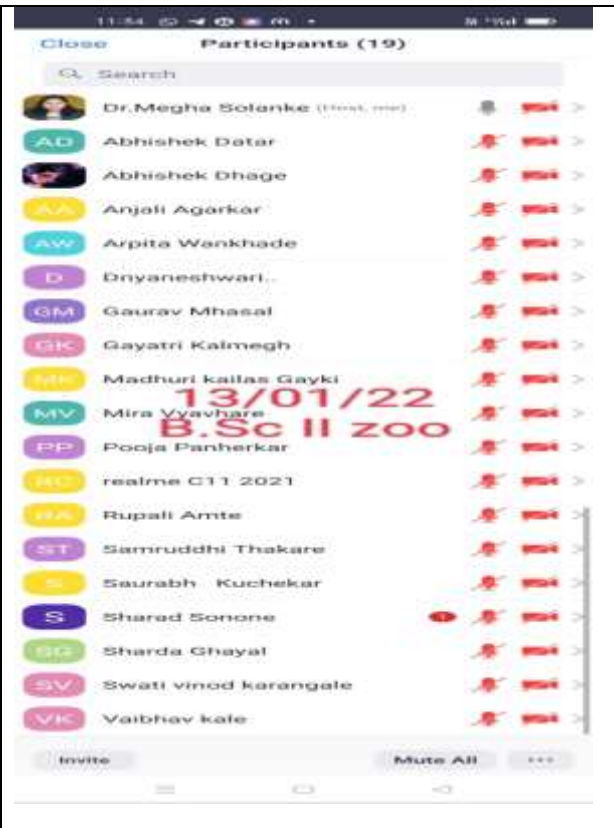 11:54
Close Participants (19)
Search
Dr.Megha Solanke (Host, me)
AD Abhishek Datar
Abhishek Dhage
AA Anjali Agarkar
AW Arpita Wankhade
D Dnyaneshwari..
GM Gaurav Mhasal
GK Gayatri Kalmegh
MK Madhuri kailas Gayki
13/01/22
MV Mira Vyavhare
B.Sc II zoo
PP Pooja Panherkar
RC realme C11 2021
RA Rupali Amte
ST Samruddhi Thakare
S Saurabh Kuchekar
S Sharad Sonone
SG Sharda Ghayal
SV Swati vinod karangale
VK Vaibhav kale
Invite Mute All ...